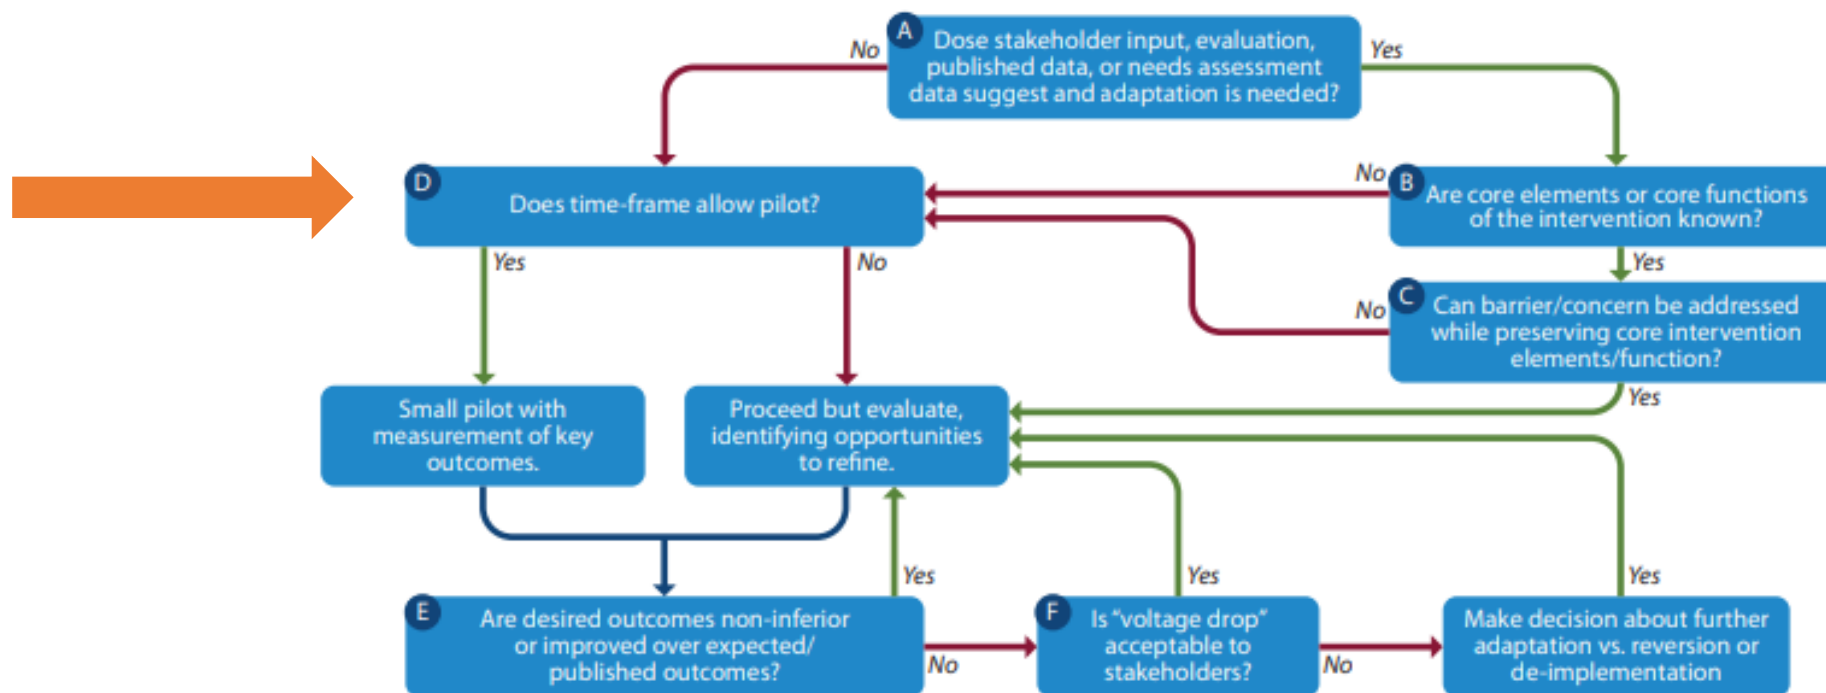 A
Dose stakeholder input, evaluation,
published data, or needs assessment
data suggest and adaptation is needed?
No
Yes
D
Does time-frame allow pilot?
No
B
Are core elements or core functions
of the intervention known?
Yes
No
Yes
No
C
Can barrier/concern be addressed
while preserving core intervention
elements/function?
Yes
Small pilot with
measurement of key
outcomes.
Proceed but evaluate,
identifying opportunities
to refine.
Yes
Yes
Yes
E
Are desired outcomes non-inferior
or improved over expected/
published outcomes?
No
F
Is “voltage drop”
acceptable to
stakeholders?
No
Make decision about further
adaptation vs. reversion or
de-implementation